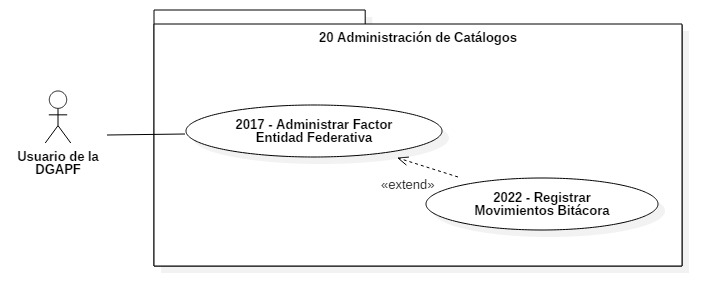 20 Administración de Catálogos
2017 - Administrar Factor
Entidad Federativa
Usuario de la
DGAPF
«extend»
2022 - Registrar
Movimientos Bitácora